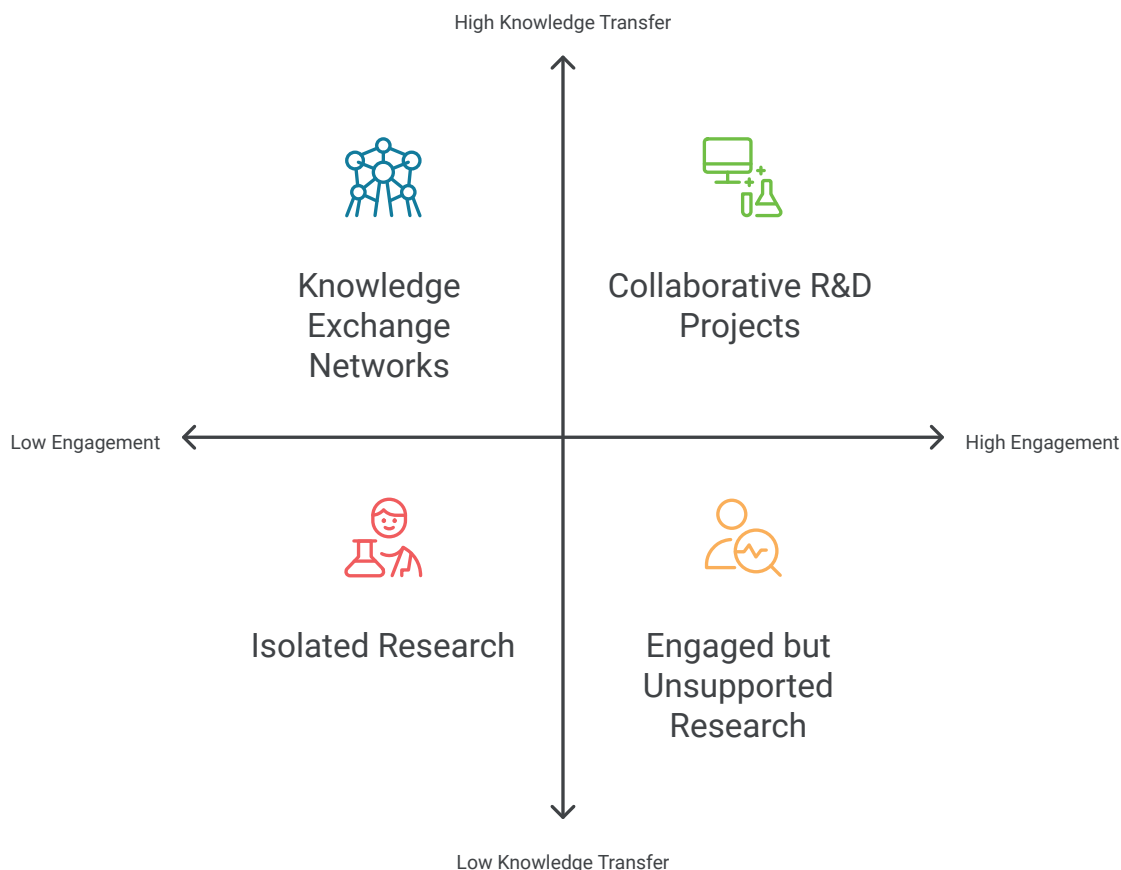 High Knowledge Transfer
Knowledge
Exchange
Networks
Collaborative R&D
Projects
Low Engagement
High Engagement
Isolated Research
Engaged but
Unsupported
Research
Low Knowledge Transfer